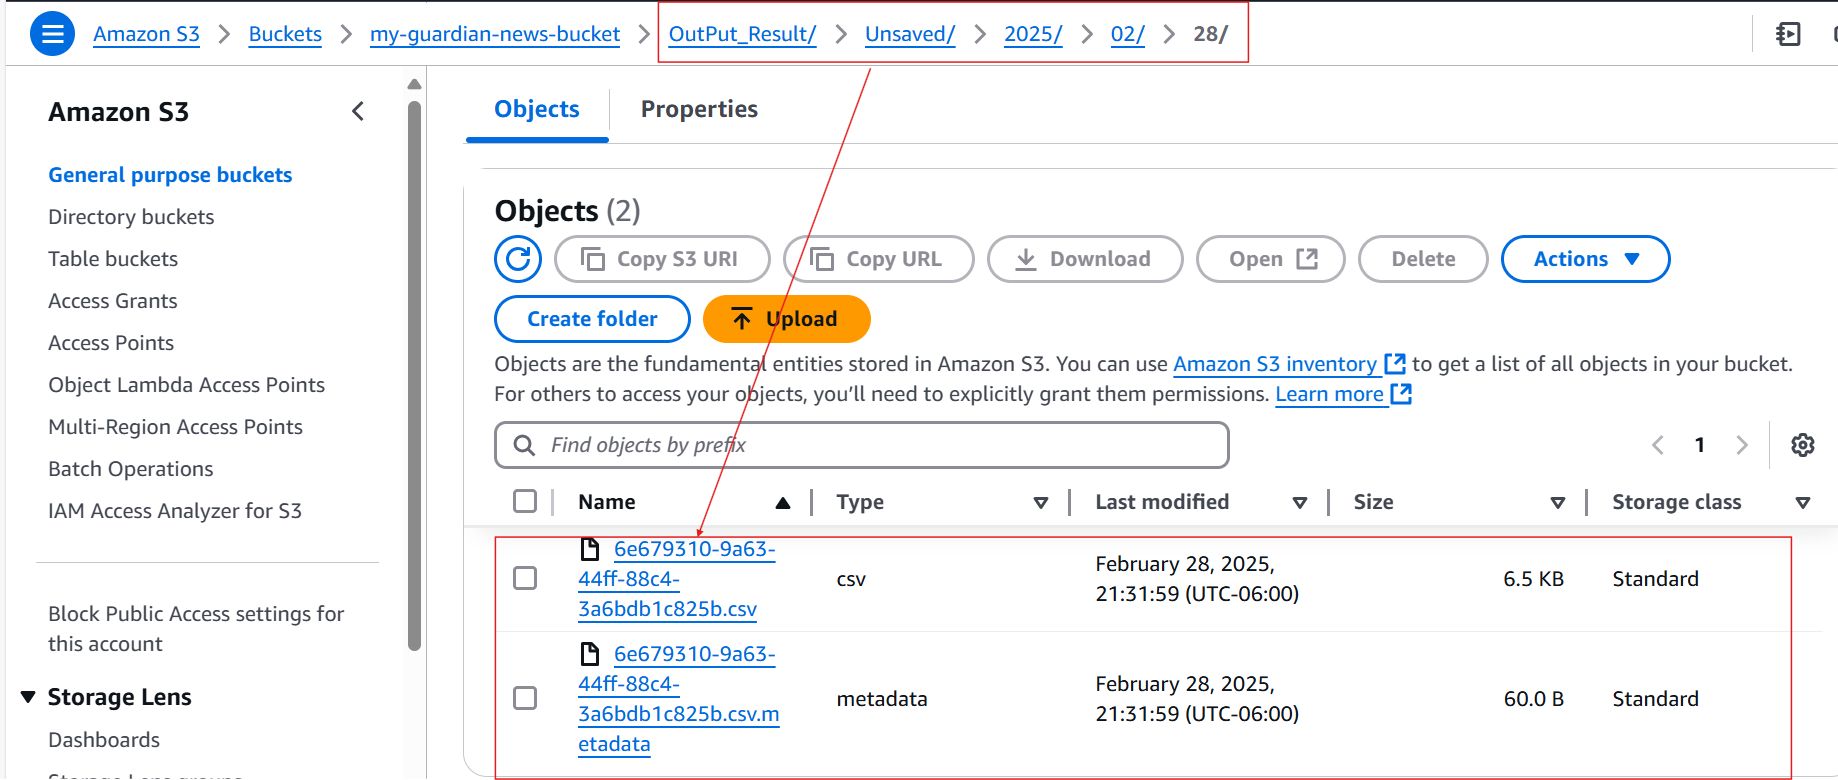 Amazon S3 > Buckets > my-guardian-news-bucket > OutPut_Result/ > Unsaved/ > 2025/ > 02/ > 28/
Amazon S3
General purpose buckets
Directory buckets
Table buckets
Access Grants
Access Points
Object Lambda Access Points
Multi-Region Access Points
Batch Operations
IAM Access Analyzer for S3
Block Public Access settings for
this account
Storage Lens
Dashboards
Storage Lens groups
Objects Properties
Objects (2)
Copy S3 URI Copy URL Download Open Delete Actions
Create folder Upload
Objects are the fundamental entities stored in Amazon S3. You can use Amazon S3 inventory to get a list of all objects in your bucket.
For others to access your objects, you’ll need to explicitly grant them permissions. Learn more
Find objects by prefix
1
Name Type Last modified Size Storage class
6e679310-9a63-
44ff-88c4-
3a6bdb1c825b.csv
csv
February 28, 2025,
21:31:59 (UTC-06:00)
6.5 KB
Standard
6e679310-9a63-
44ff-88c4-
3a6bdb1c825b.csv.m
etadata
metadata
February 28, 2025,
21:31:59 (UTC-06:00)
60.0 B
Standard